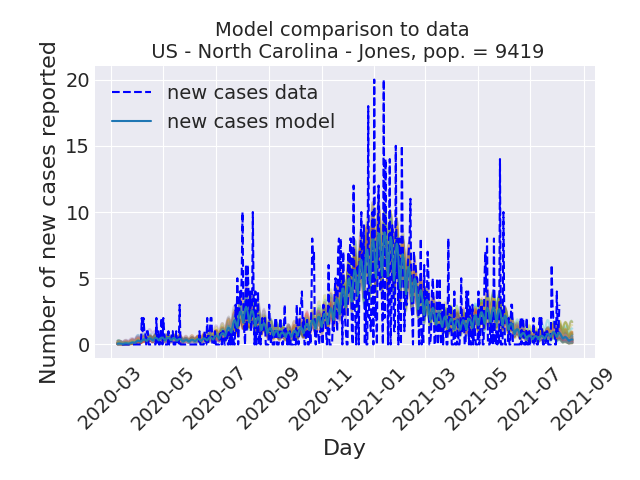 Model comparison to data
US - North Carolina - Jones, pop. = 9419
Number of new cases reported
20
15
10
5
0
new cases data
new cases model
2020-03
2020-05
2020-07
2020-09
2020-11
2021-01
2021-03
2021-05
2021-07
2021-09
Day